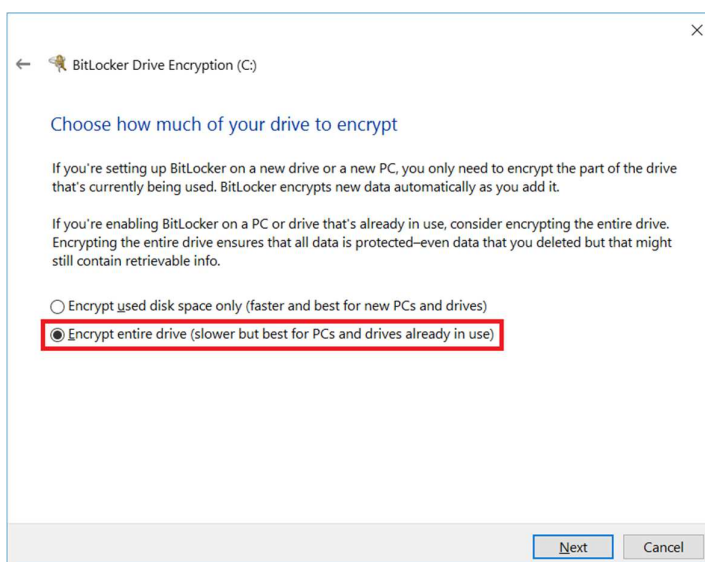 BitLocker Drive Encryption (C:)
Choose how much of your drive to encrypt
If you're setting up BitLocker on a new drive or a new PC, you only need to encrypt the part of the drive
that's currently being used. BitLocker encrypts new data automatically as you add it.
If you're enabling BitLocker on a PC or drive that's already in use, consider encrypting the entire drive.
Encrypting the entire drive ensures that all data is protected–even data that you deleted but that might
still contain retrievable info.
Encrypt used disk space only (faster and best for new PCs and drives)
Encrypt entire drive (slower but best for PCs and drives already in use)
Next Cancel